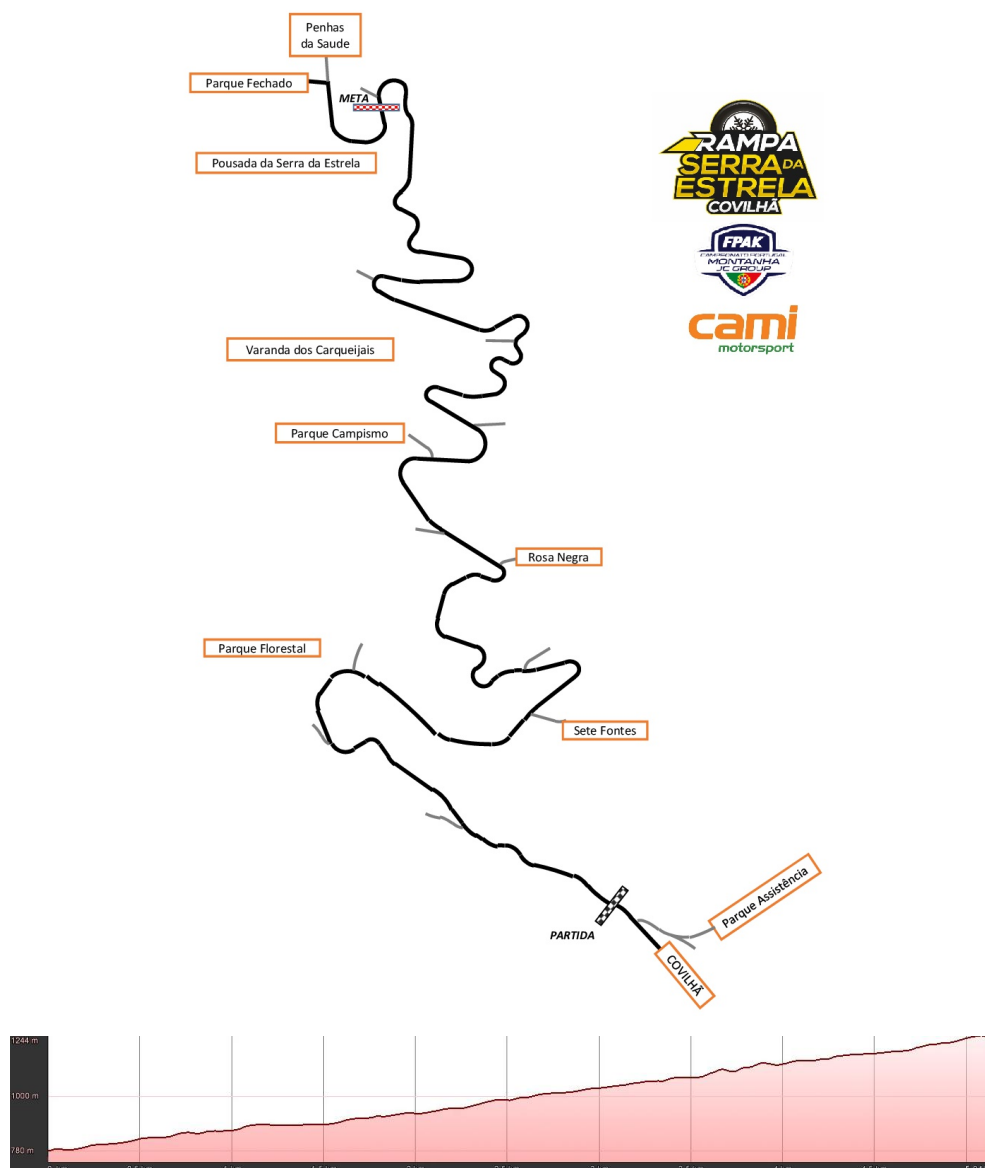 Penhas
da Saude
Parque Fechado
META
Pousada da Serra da Estrela
RAMPA
SERRA DA
ESTRELA
COVILHÃ
FPAK
CAMPEONATO PORTUGAL
MONTANHA
JC GROUP
cami
motorsport
Varanda dos Carqueijais
Parque Campismo
Rosa Negra
Parque Florestal
Sete Fontes
Parque Assistência
PARTIDA
COVILHÃ
1244 m
1000 m
780 m